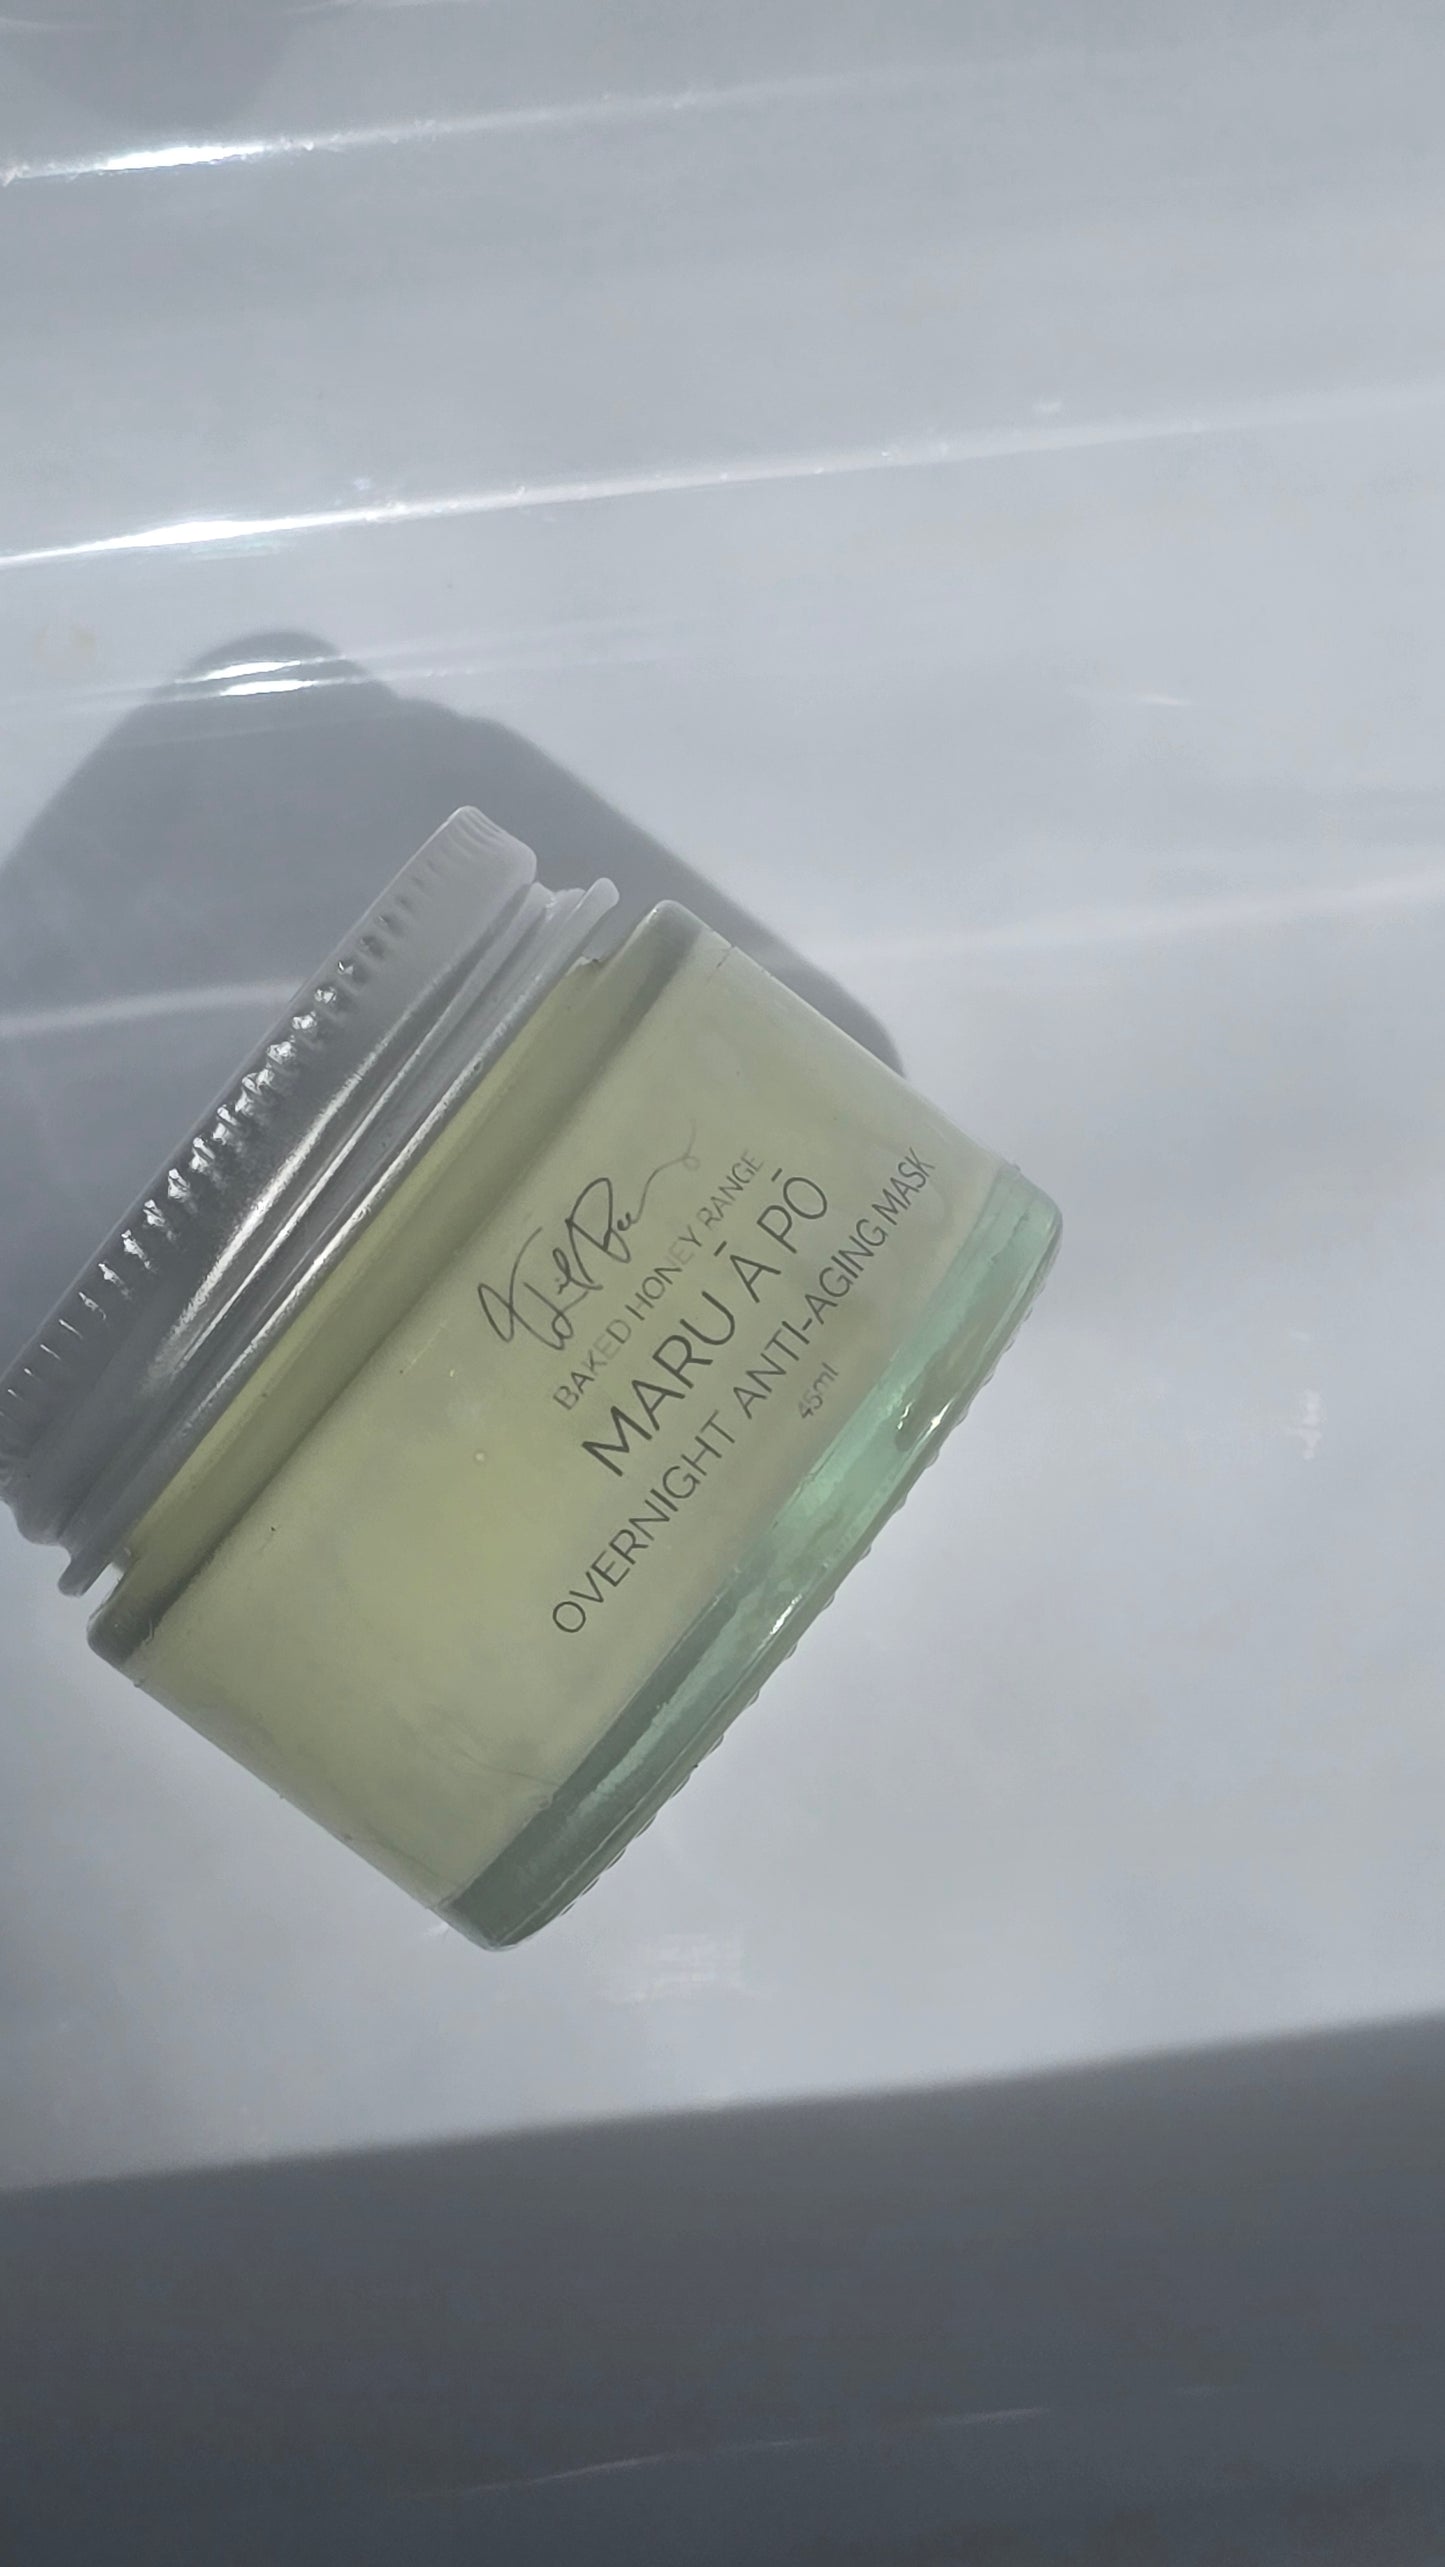 BAKED HONEY RANGE
MARU Ā PŌ
OVERNIGHT ANTI-AGING MASK
45ml